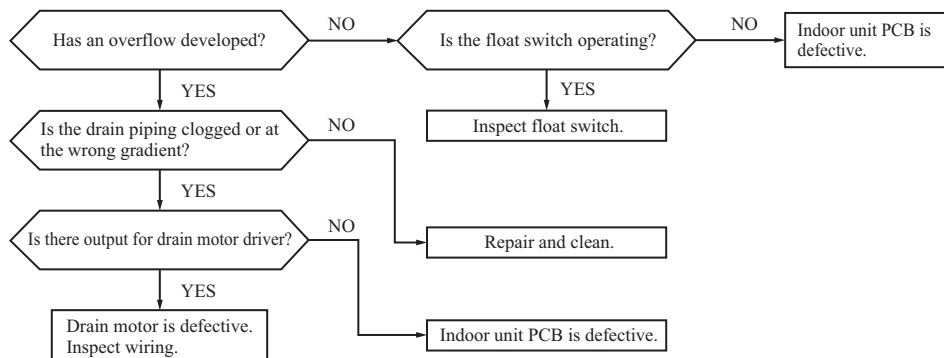 Has an overflow developed?
NO
Is the float switch operating?
NO
Indoor unit PCB is
defective.
YES
YES
Inspect float switch.
Is the drain piping clogged or at
the wrong gradient?
NO
YES
Repair and clean.
Is there output for drain motor driver?
NO
YES
Drain motor is defective.
Inspect wiring.
Indoor unit PCB is defective.